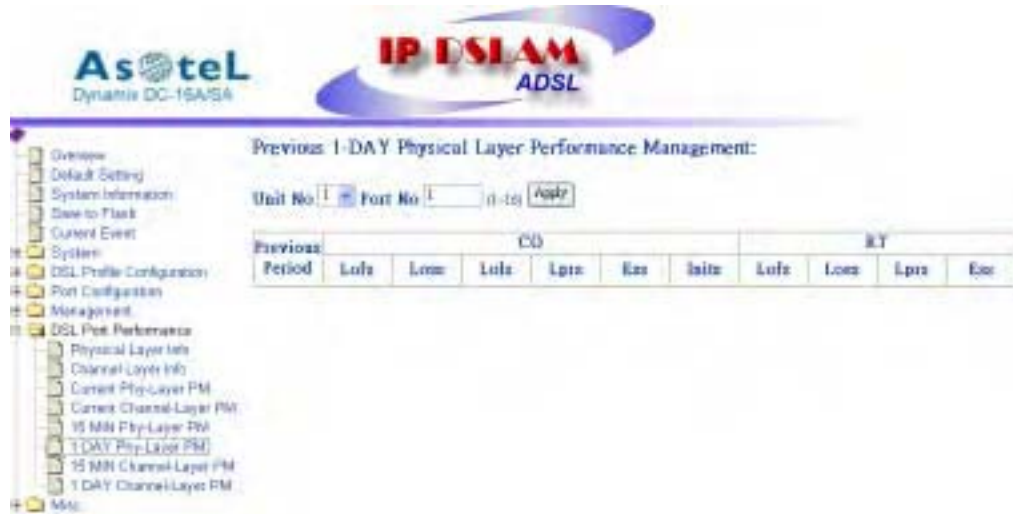 AsoteL
Dynamix DC-16A/SA
IP DSLAM
ADSL
Overview
Default Setting
System Information
Save to Flash
Current Event
System
DSL Profile Configuration
Port Configuration
Management
DSL Port Performance
Physical Layer Info
Channel Layer Info
Current Phy-Layer PM
Current Channel-Layer PM
15 MIN Phy-Layer PM
1 DAY Phy-Layer PM
15 MIN Channel-Layer PM
1 DAY Channel-Layer PM
Misc.
Previous 1-DAY Physical Layer Performance Management:
Unit No 1 Port No 1 (1-16) Apply
Previous Period CO RT
Lofs Loss Lols Lprs Ess Inits Lofs Loss Lprs Ess